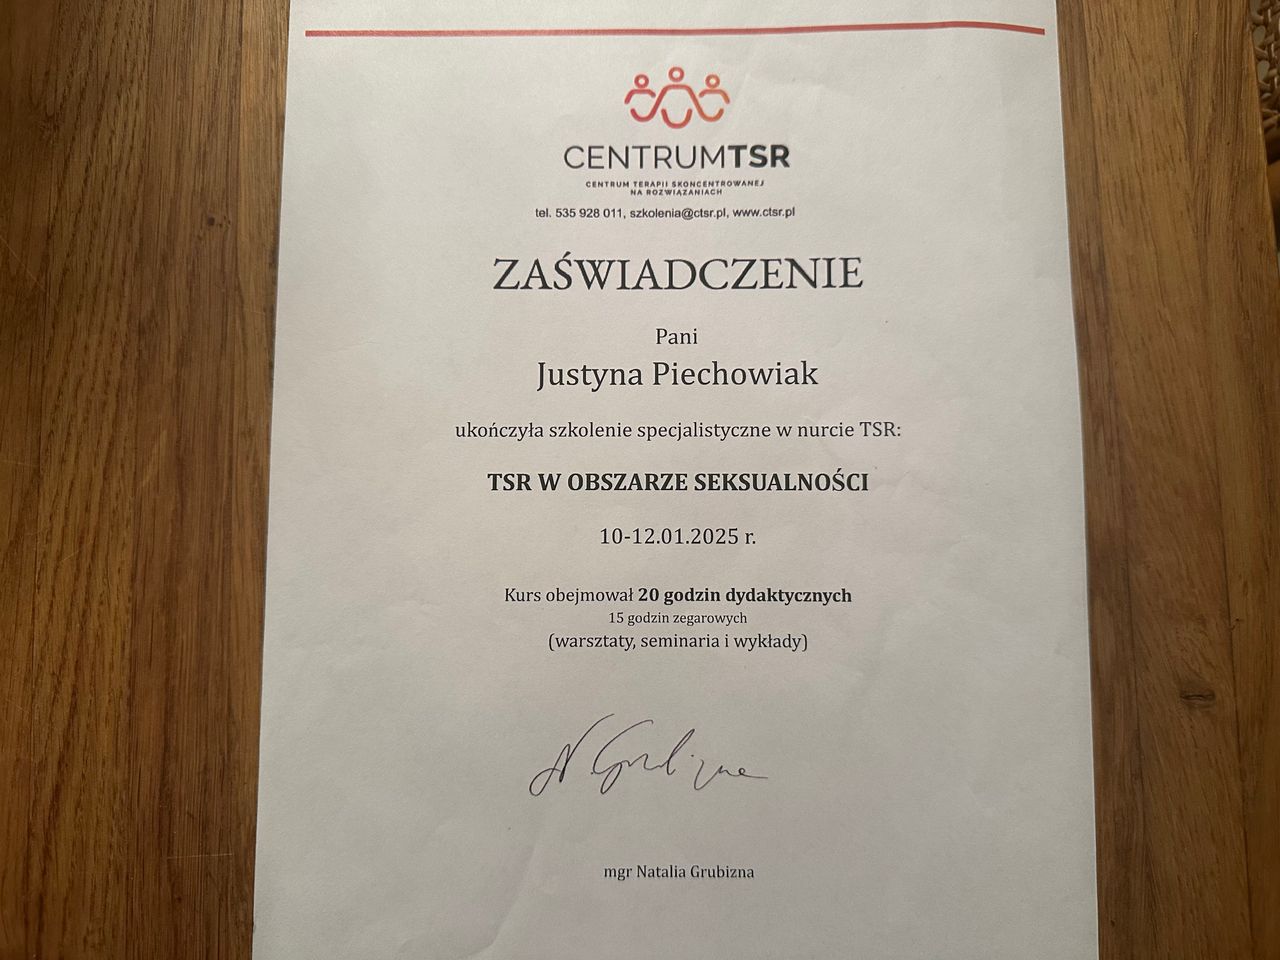 CENTRUMTSR
CENTRUM TERAPII SKONCENTROWANEJ
NA ROZWIĄZANIACH
tel. 535 928 011, szkolenia@ctsr.pl, www.ctsr.pl
ZAŚWIADCZENIE
Pani
Justyna Piechowiak
ukończyła szkolenie specjalistyczne w nurcie TSR:
TSR W OBSZARZE SEKSUALNOŚCI
10-12.01.2025 r.
Kurs obejmował 20 godzin dydaktycznych
15 godzin zegarowych
(warsztaty, seminaria i wykłady)
N Grubizna
mgr Natalia Grubizna